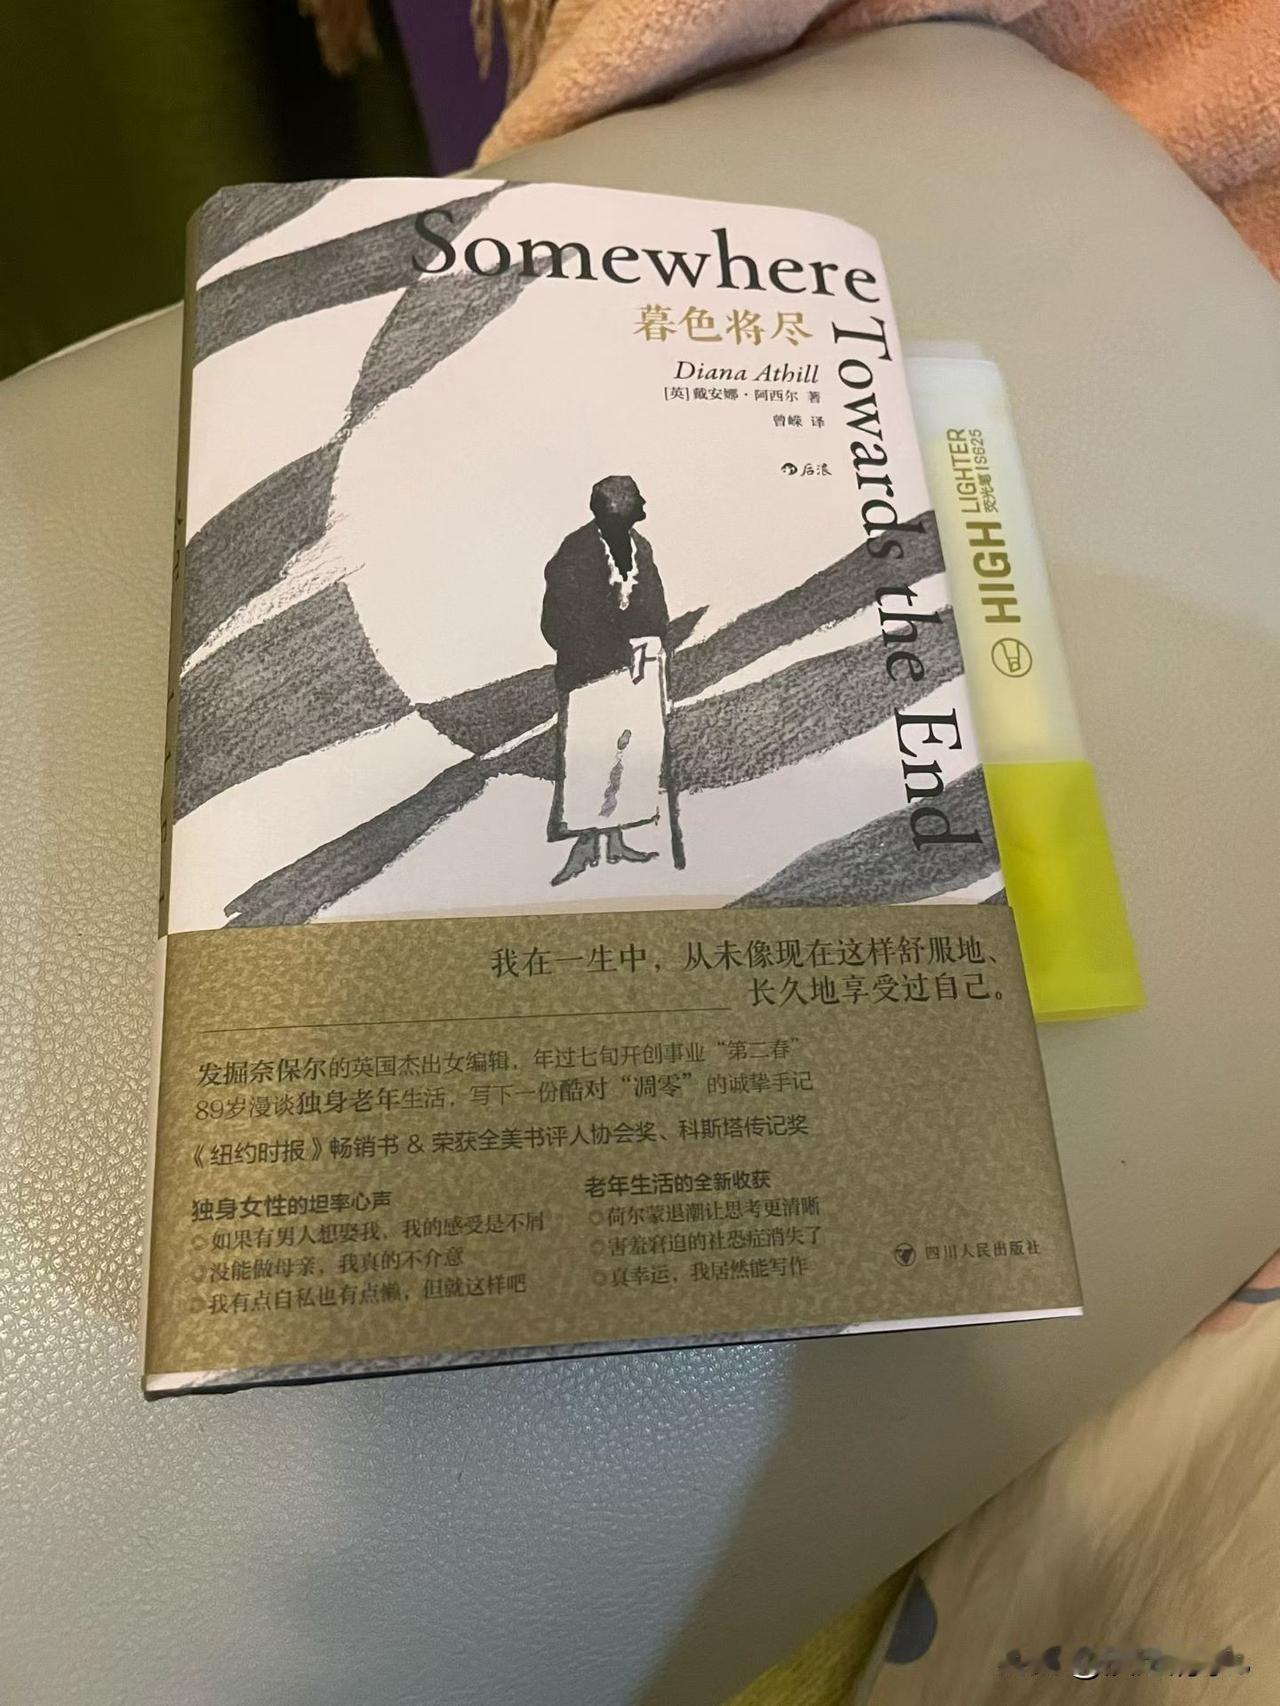 Somewhere
Towards the End
暮色将尽
Diana Athill
[英]戴安娜·阿西尔 著
曾嵘 译
后浪
HIGH LIGHTER
荧光笔 | S625
我在一生中，从未像现在这样舒服地、
长久地享受过自己。
发掘奈保尔的英国杰出女编辑，年过七旬开创事业“第二春”
89岁漫谈独身老年生活，写下一份酷对“凋零”的诚挚手记
《纽约时报》畅销书 & 荣获全美书评人协会奖、科斯塔传记奖
独身女性的坦率心声
如果有男人想娶我，我的感受是不屑
没能做母亲，我真的不介意
我有点自私也有点懒，但就这样吧
老年生活的全新收获
荷尔蒙退潮让思考更清晰
害羞窘迫的社恐症消失了
真幸运，我居然能写作
四川人民出版社